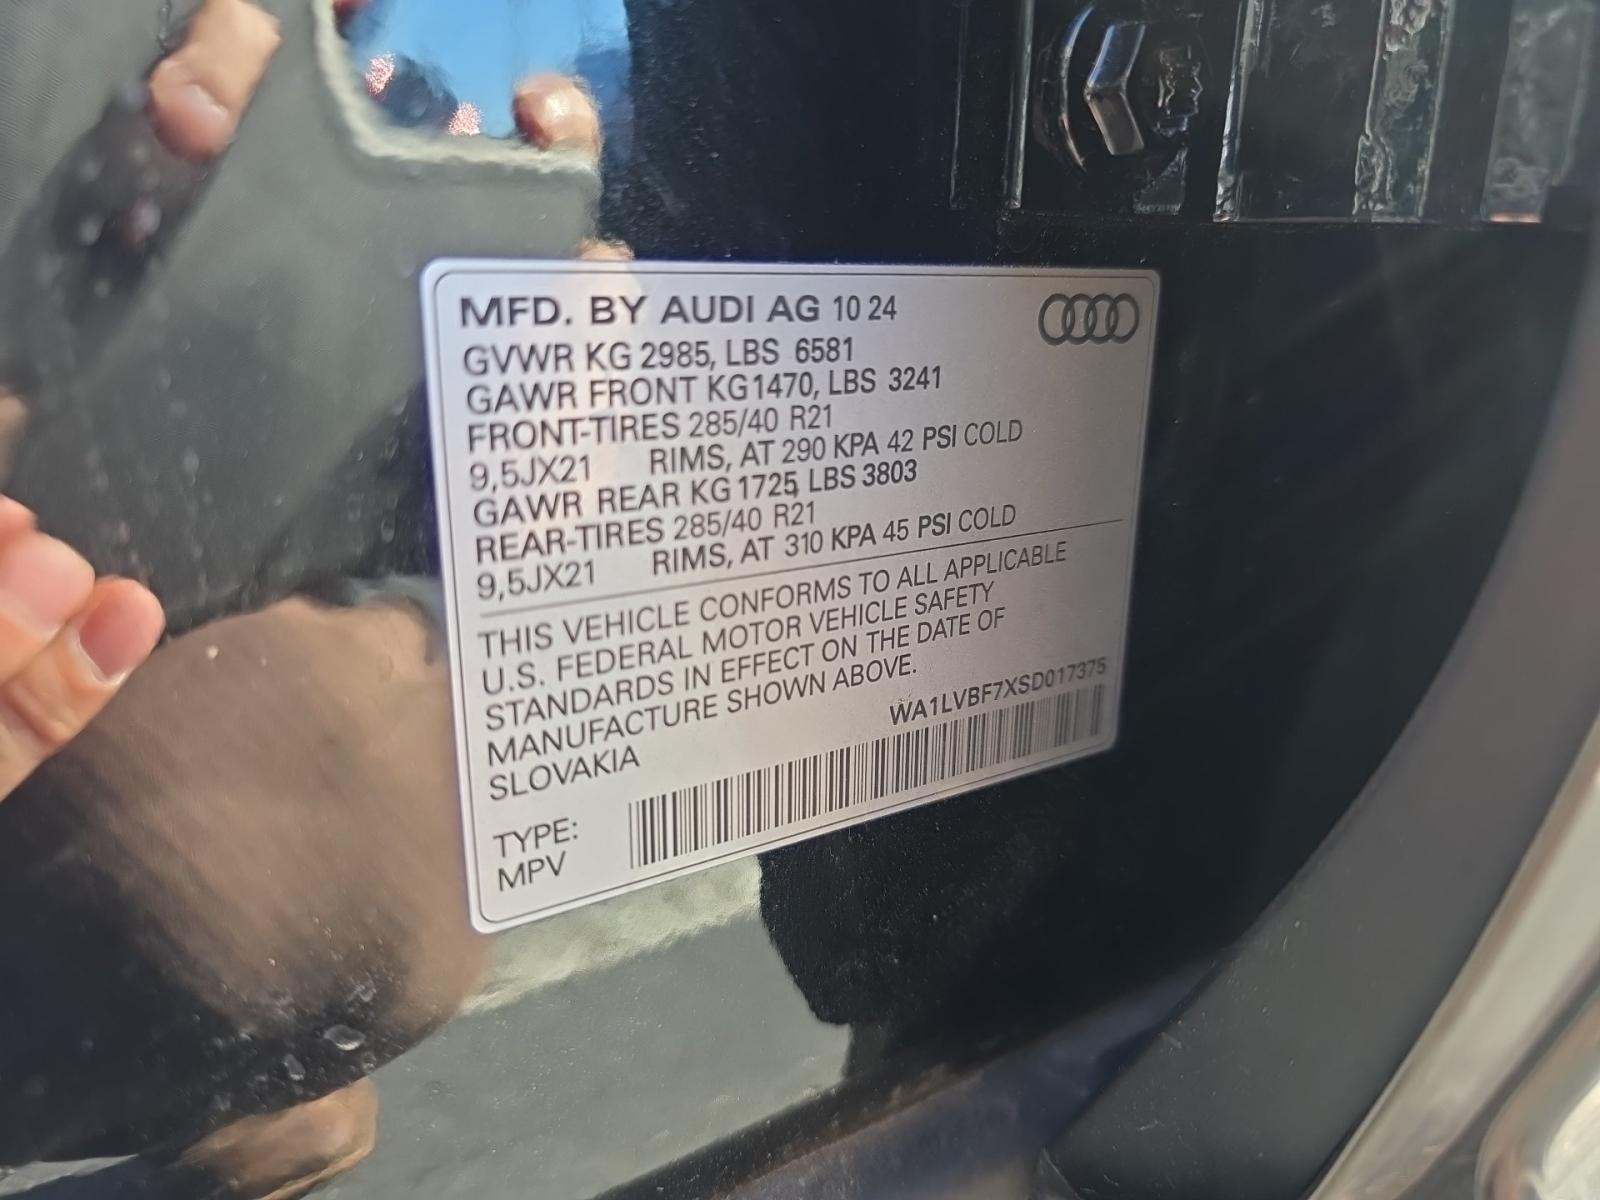 MFD. BY AUDI AG 10 24
GVWR KG 2985, LBS 6581
GAWR FRONT KG 1470, LBS 3241
FRONT-TIRES 285/40 R21
9,5JX21 RIMS, AT 290 KPA 42 PSI COLD
GAWR REAR KG 1725, LBS 3803
REAR-TIRES 285/40 R21
9,5JX21 RIMS, AT 310 KPA 45 PSI COLD
THIS VEHICLE CONFORMS TO ALL APPLICABLE
U.S. FEDERAL MOTOR VEHICLE SAFETY
STANDARDS IN EFFECT ON THE DATE OF
MANUFACTURE SHOWN ABOVE.
SLOVAKIA
WA1LVBF7XSD017375
TYPE:
MPV